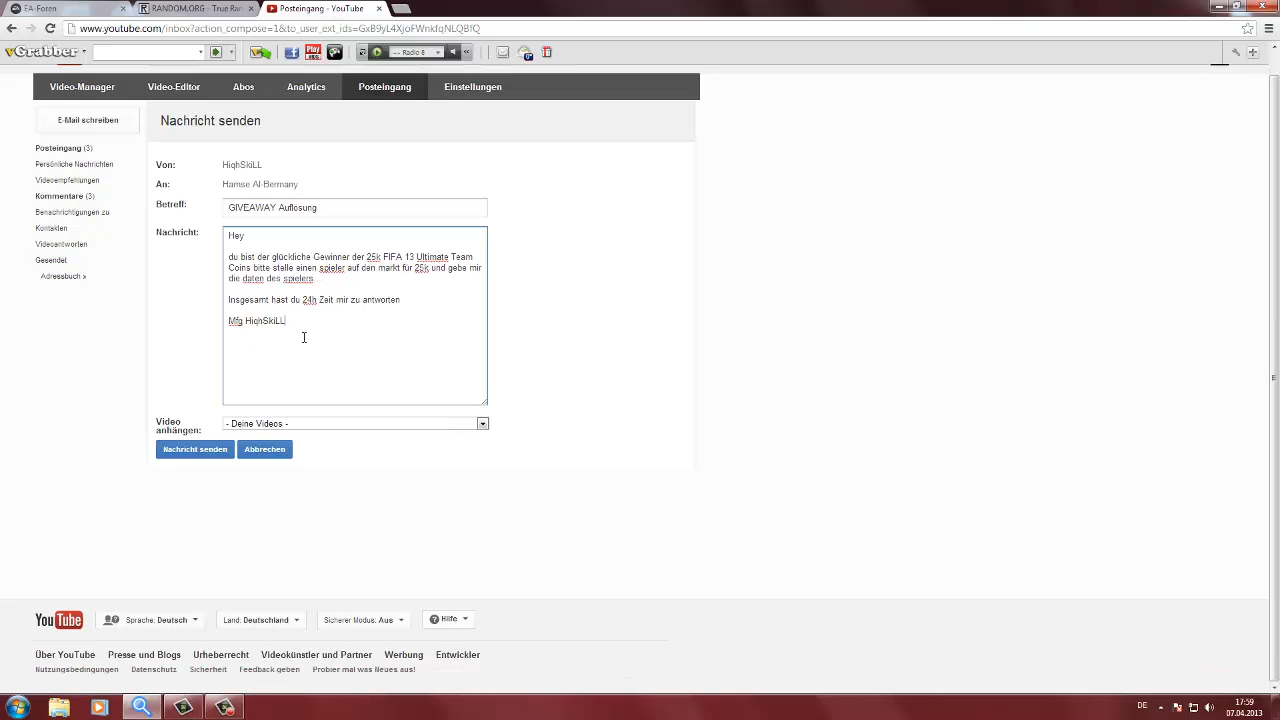 EA-Foren
RANDOM.ORG - True Ran
Posteingang - YouTube
www.youtube.com/inbox?action_compose=1&to_user_ext_ids=GxB9yL4XjoFWnkfqNLQBfQ
vGrabber
Play
-- Radio 8
Video-Manager Video-Editor Abos Analytics Posteingang Einstellungen
E-Mail schreiben
Nachricht senden
Posteingang (3)
Persönliche Nachrichten
Videoempfehlungen
Kommentare (3)
Benachrichtigungen zu
Kontakten
Videoantworten
Gesendet
Adressbuch »
Von: HiqhSkiLL
An: Hamse Al-Bermany
Betreff: GIVEAWAY Auflösung
Nachricht: Hey
du bist der glückliche Gewinner der 25k FIFA 13 Ultimate Team
Coins bitte stelle einen spieler auf den markt für 25k und gebe mir
die daten des spielers
Insgesamt hast du 24h Zeit mir zu antworten
Mfg HiqhSkiLL
Video
anhängen: - Deine Videos -
Nachricht senden Abbrechen
YouTube Sprache: Deutsch Land: Deutschland Sicherer Modus: Aus Hilfe
Über YouTube Presse und Blogs Urheberrecht Videokünstler und Partner Werbung Entwickler
Nutzungsbedingungen Datenschutz Sicherheit Feedback geben Probier mal was Neues aus!
DE
17:59
07.04.2013